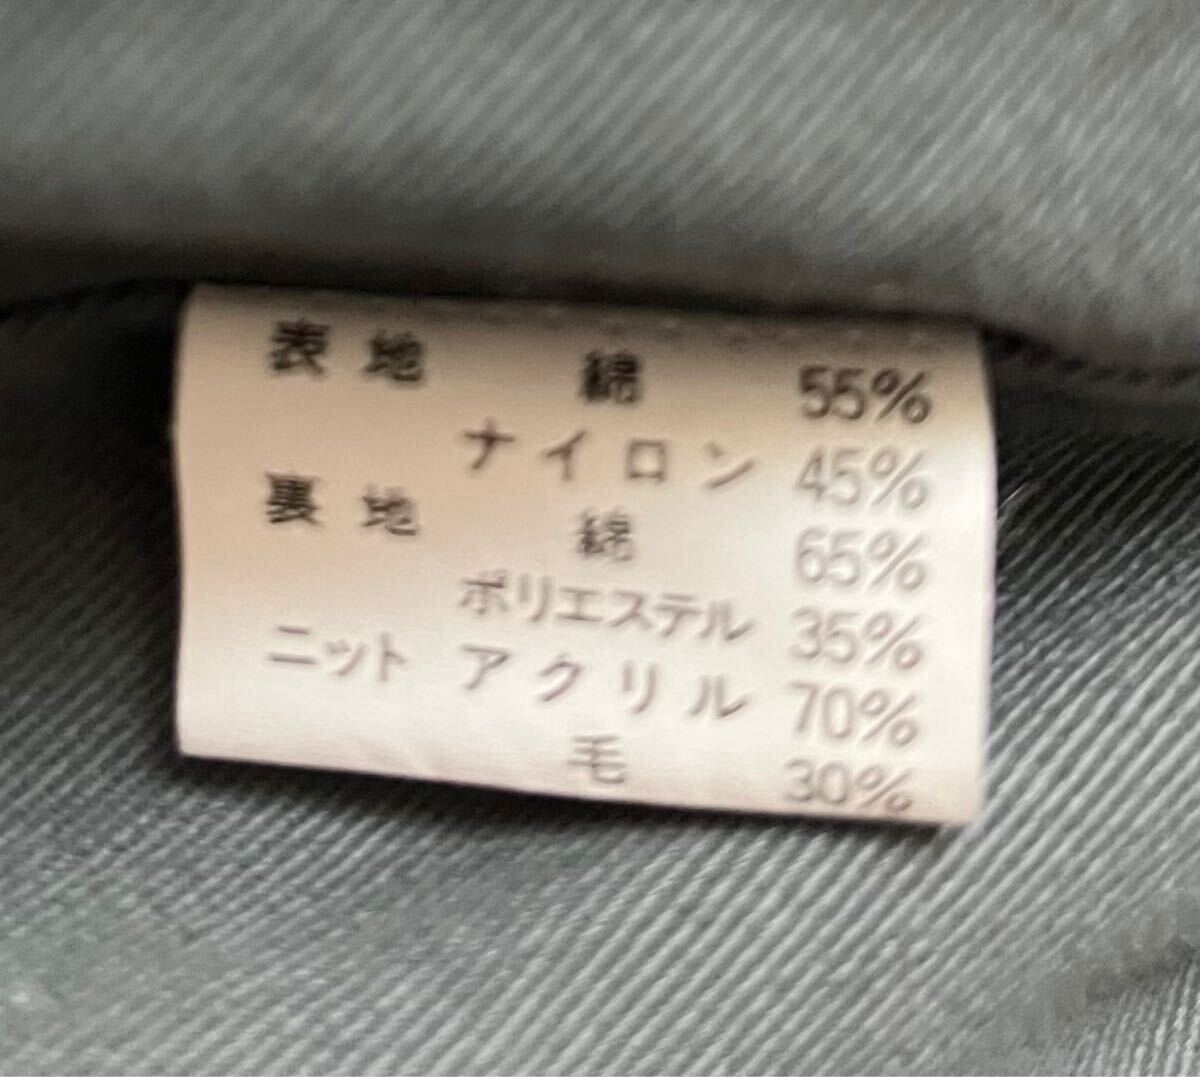 表地 綿 55%
ナイロン 45%
裏地 綿 65%
ポリエステル 35%
ニット アクリル 70%
毛 30%